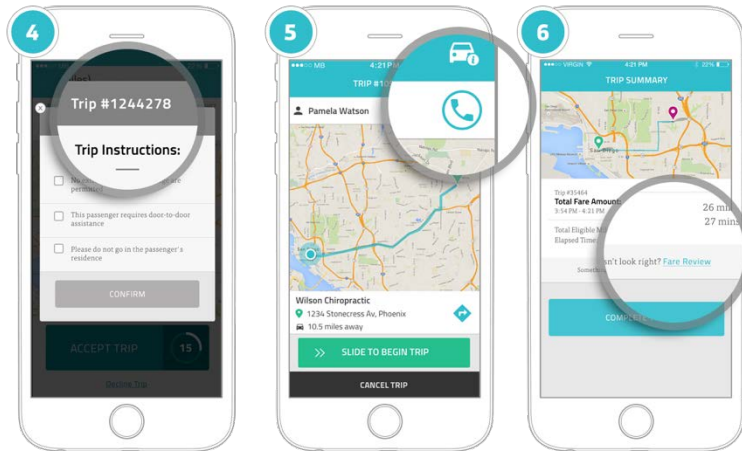 4
Trip #1244278
Trip Instructions:
permitted
This passenger requires door-to-door
assistance
Please do not go in the passenger's
residence
CONFIRM
ACCEPT TRIP
15
Decline Trip
5
4:21 PM
TRIP
Pamela Watson
Wilson Chiropractic
1234 Stonecress Av, Phoenix
10.5 miles away
SLIDE TO BEGIN TRIP
CANCEL TRIP
6
VIRGIN
4:21 PM
22%
TRIP SUMMARY
Trip #35464
Total Fare Amount:
3:54 PM - 4:21 PM
26
Total Eligible
27 mins
Elapsed Time
look right? Fare Review